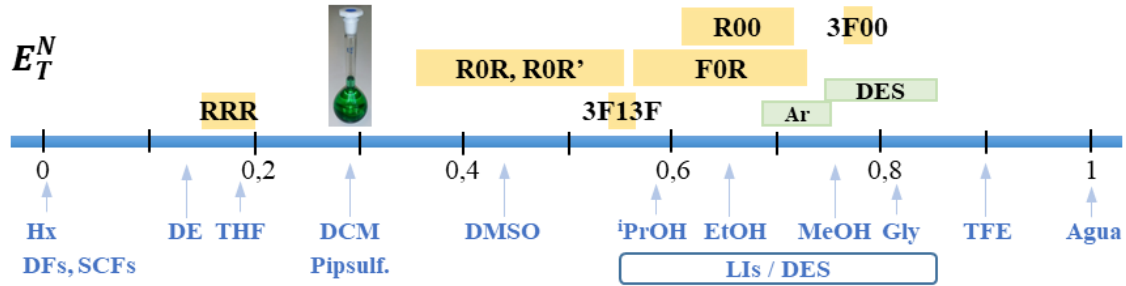 R00 3F00
E_T^N
R0R, R0R’ F0R
DES
RRR 3F13F Ar
0 0,2 0,4 0,6 0,8 1
Hx DE THF DCM DMSO ⁱPrOH EtOH MeOH Gly TFE Agua
DFs, SCFs Pipsulf. LIs / DES